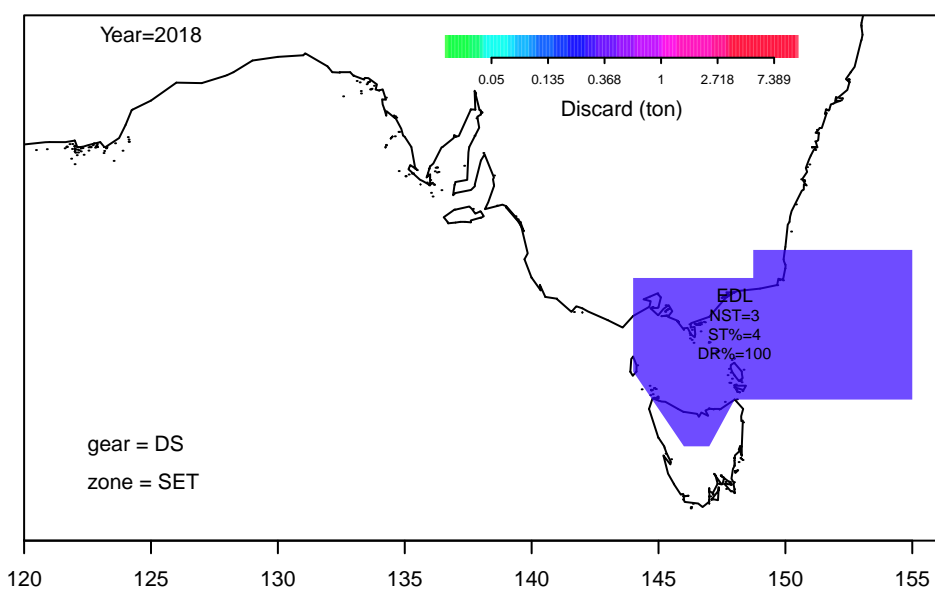 Year=2018
0.05 0.135 0.368 1 2.718 7.389
Discard (ton)
EDL
NST=3
ST%=4
DR%=100
gear = DS
zone = SET
120 125 130 135 140 145 150 155